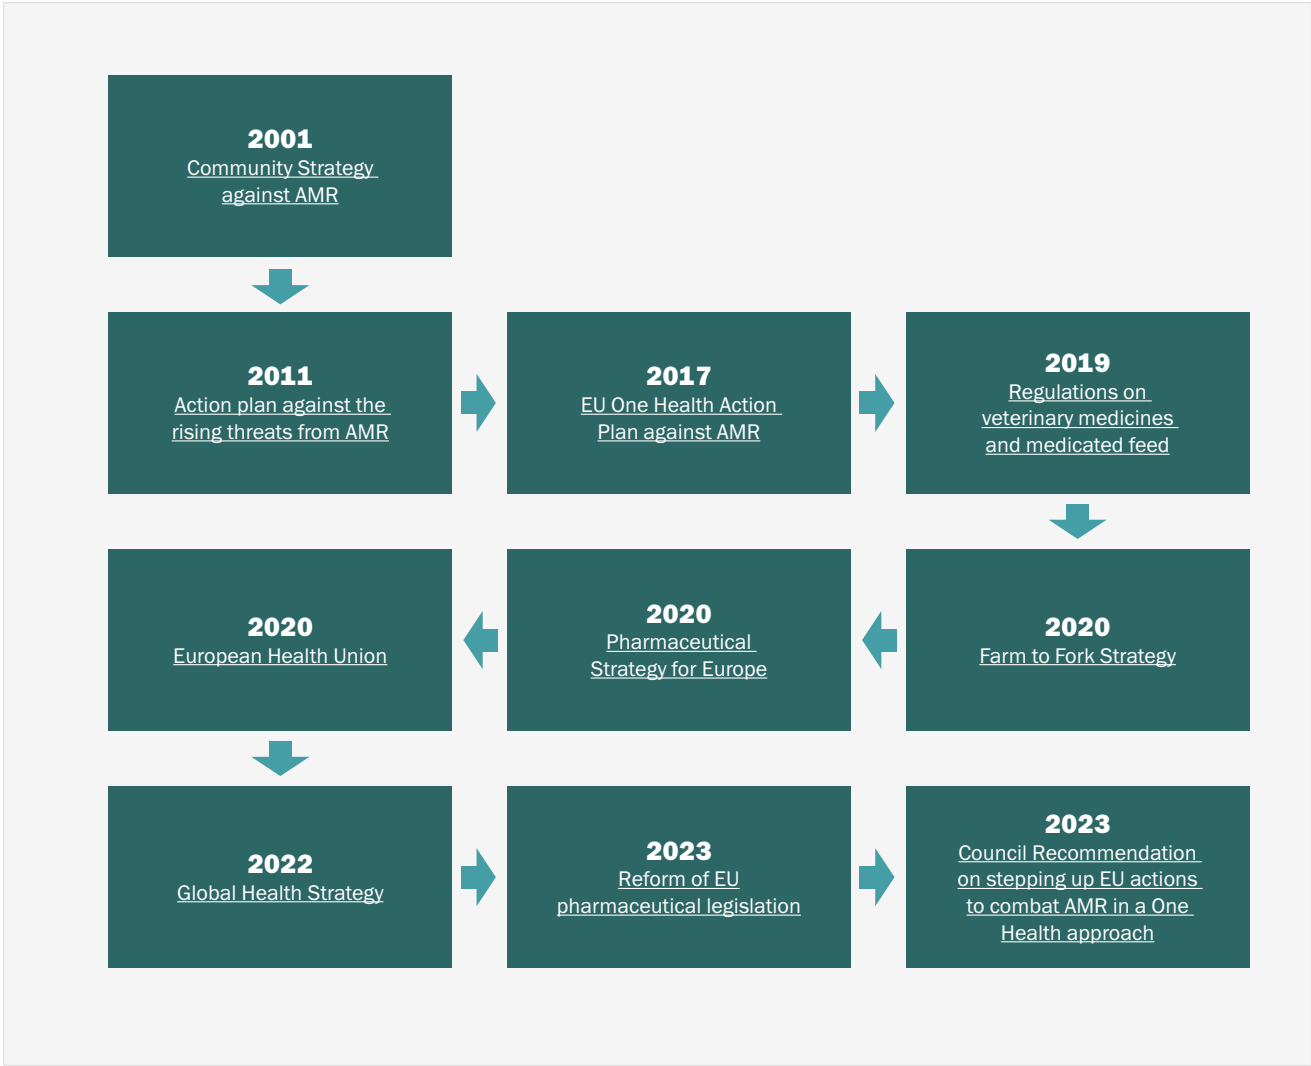 2001
Community Strategy
against AMR
2011
Action plan against the
rising threats from AMR
2017
EU One Health Action
Plan against AMR
2019
Regulations on
veterinary medicines
and medicated feed
2020
Farm to Fork Strategy
2020
Pharmaceutical
Strategy for Europe
2020
European Health Union
2022
Global Health Strategy
2023
Reform of EU
pharmaceutical legislation
2023
Council Recommendation
on stepping up EU actions
to combat AMR in a One
Health approach